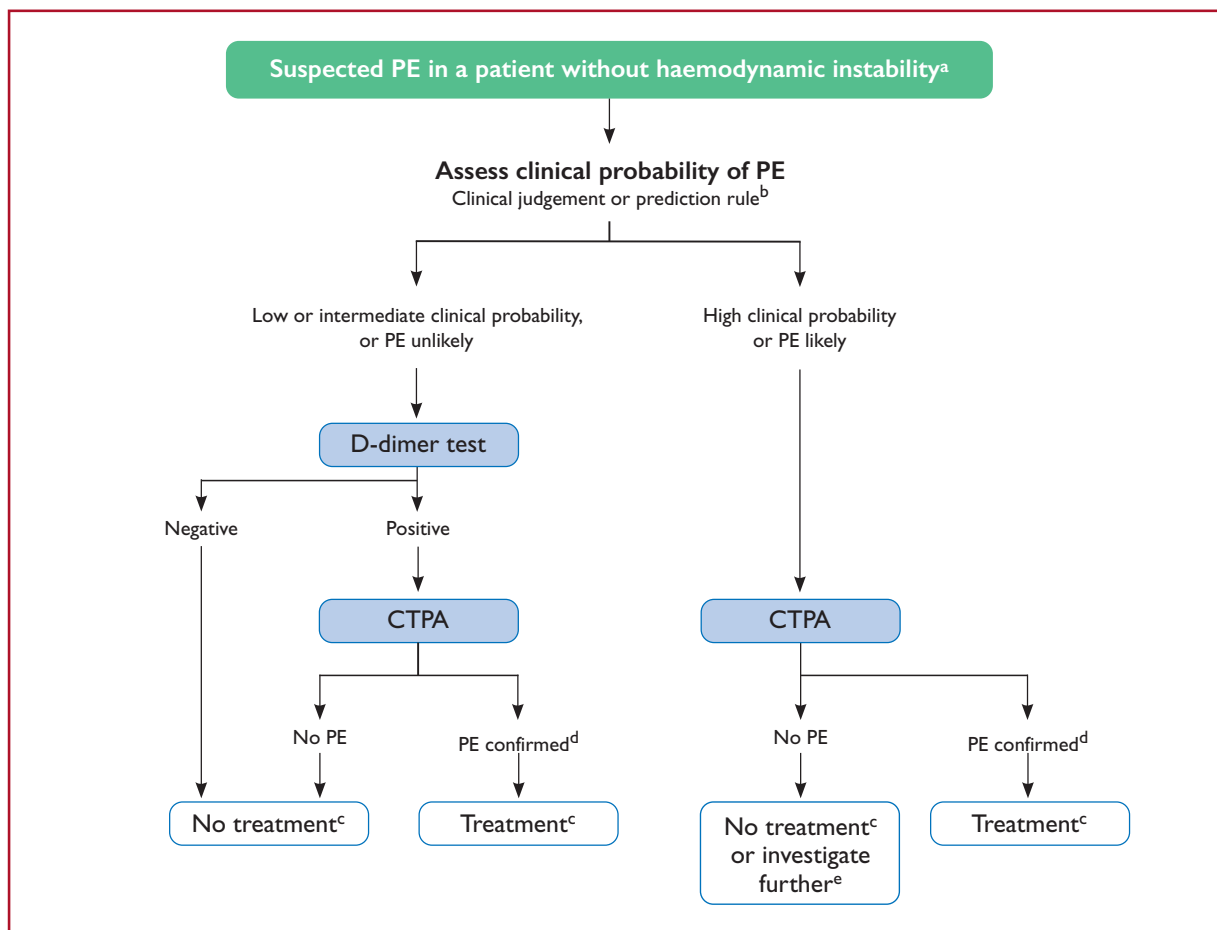 Suspected PE in a patient without haemodynamic instabilityᵃ
Assess clinical probability of PE
Clinical judgement or prediction ruleᵇ
Low or intermediate clinical probability,
or PE unlikely
High clinical probability
or PE likely
D-dimer test
Negative
Positive
CTPA
CTPA
No PE
PE confirmedᵈ
No PE
PE confirmedᵈ
No treatmentᶜ
Treatmentᶜ
No treatmentᶜ
or investigate
furtherᵉ
Treatmentᶜ